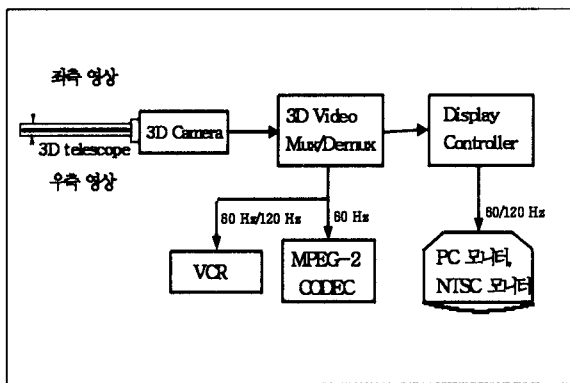 좌측 영상
3D telescope
우측 영상
3D Camera
3D Video
Mux/Demux
Display
Controller
80 Hz/120 Hz
60 Hz
60/120 Hz
VCR
MPEG-2
CODEC
PC 모니터,
NTSC 모니터